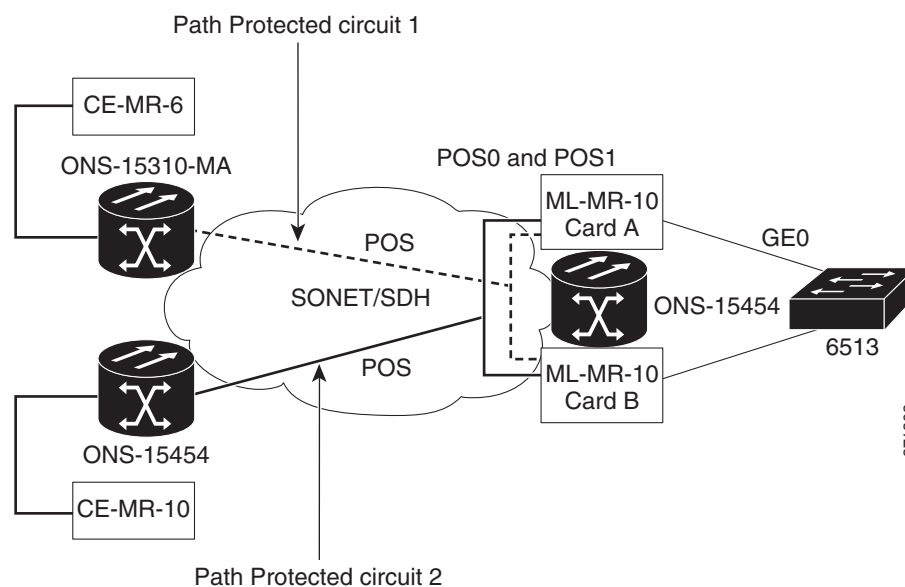 Path Protected circuit 1
CE-MR-6
ONS-15310-MA
POS0 and POS1
ML-MR-10
Card A
GE0
POS
SONET/SDH
ONS-15454
6513
POS
ML-MR-10
Card B
ONS-15454
CE-MR-10
Path Protected circuit 2